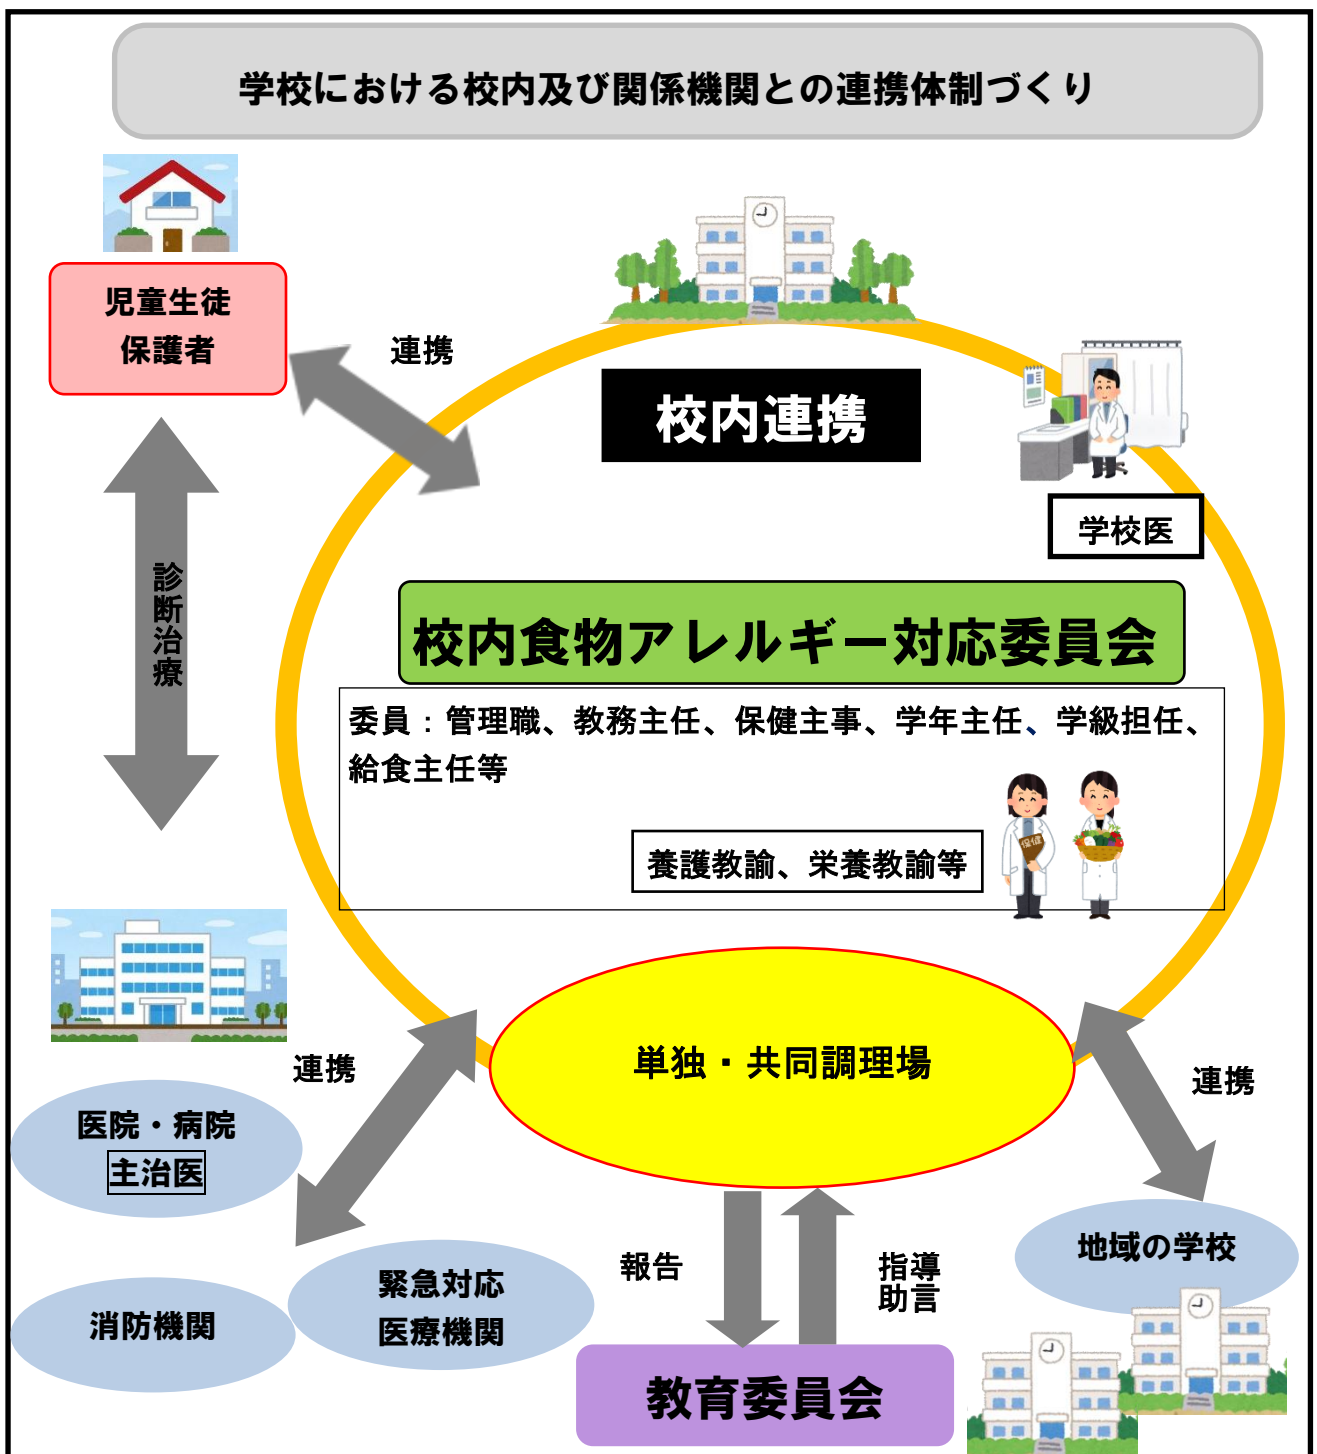 学校における校内及び関係機関との連携体制づくり
児童生徒
保護者
連携
校内連携
学校医
診断治療
校内食物アレルギー対応委員会
委員：管理職、教務主任、保健主事、学年主任、学級担任、
給食主任等
保健
養護教諭、栄養教諭等
単独・共同調理場
連携
連携
医院・病院
主治医
地域の学校
報告
指導
助言
緊急対応
医療機関
消防機関
教育委員会